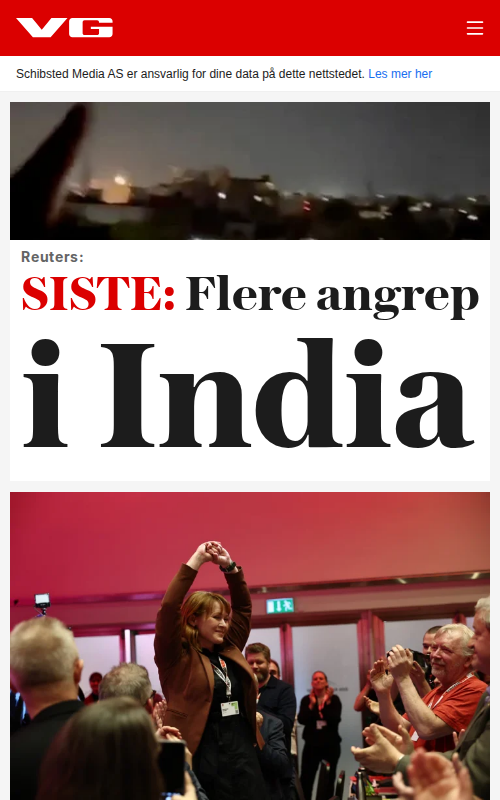 VG
Schibsted Media AS er ansvarlig for dine data på dette nettstedet. Les mer her
Reuters:
SISTE: Flere angrep
i India